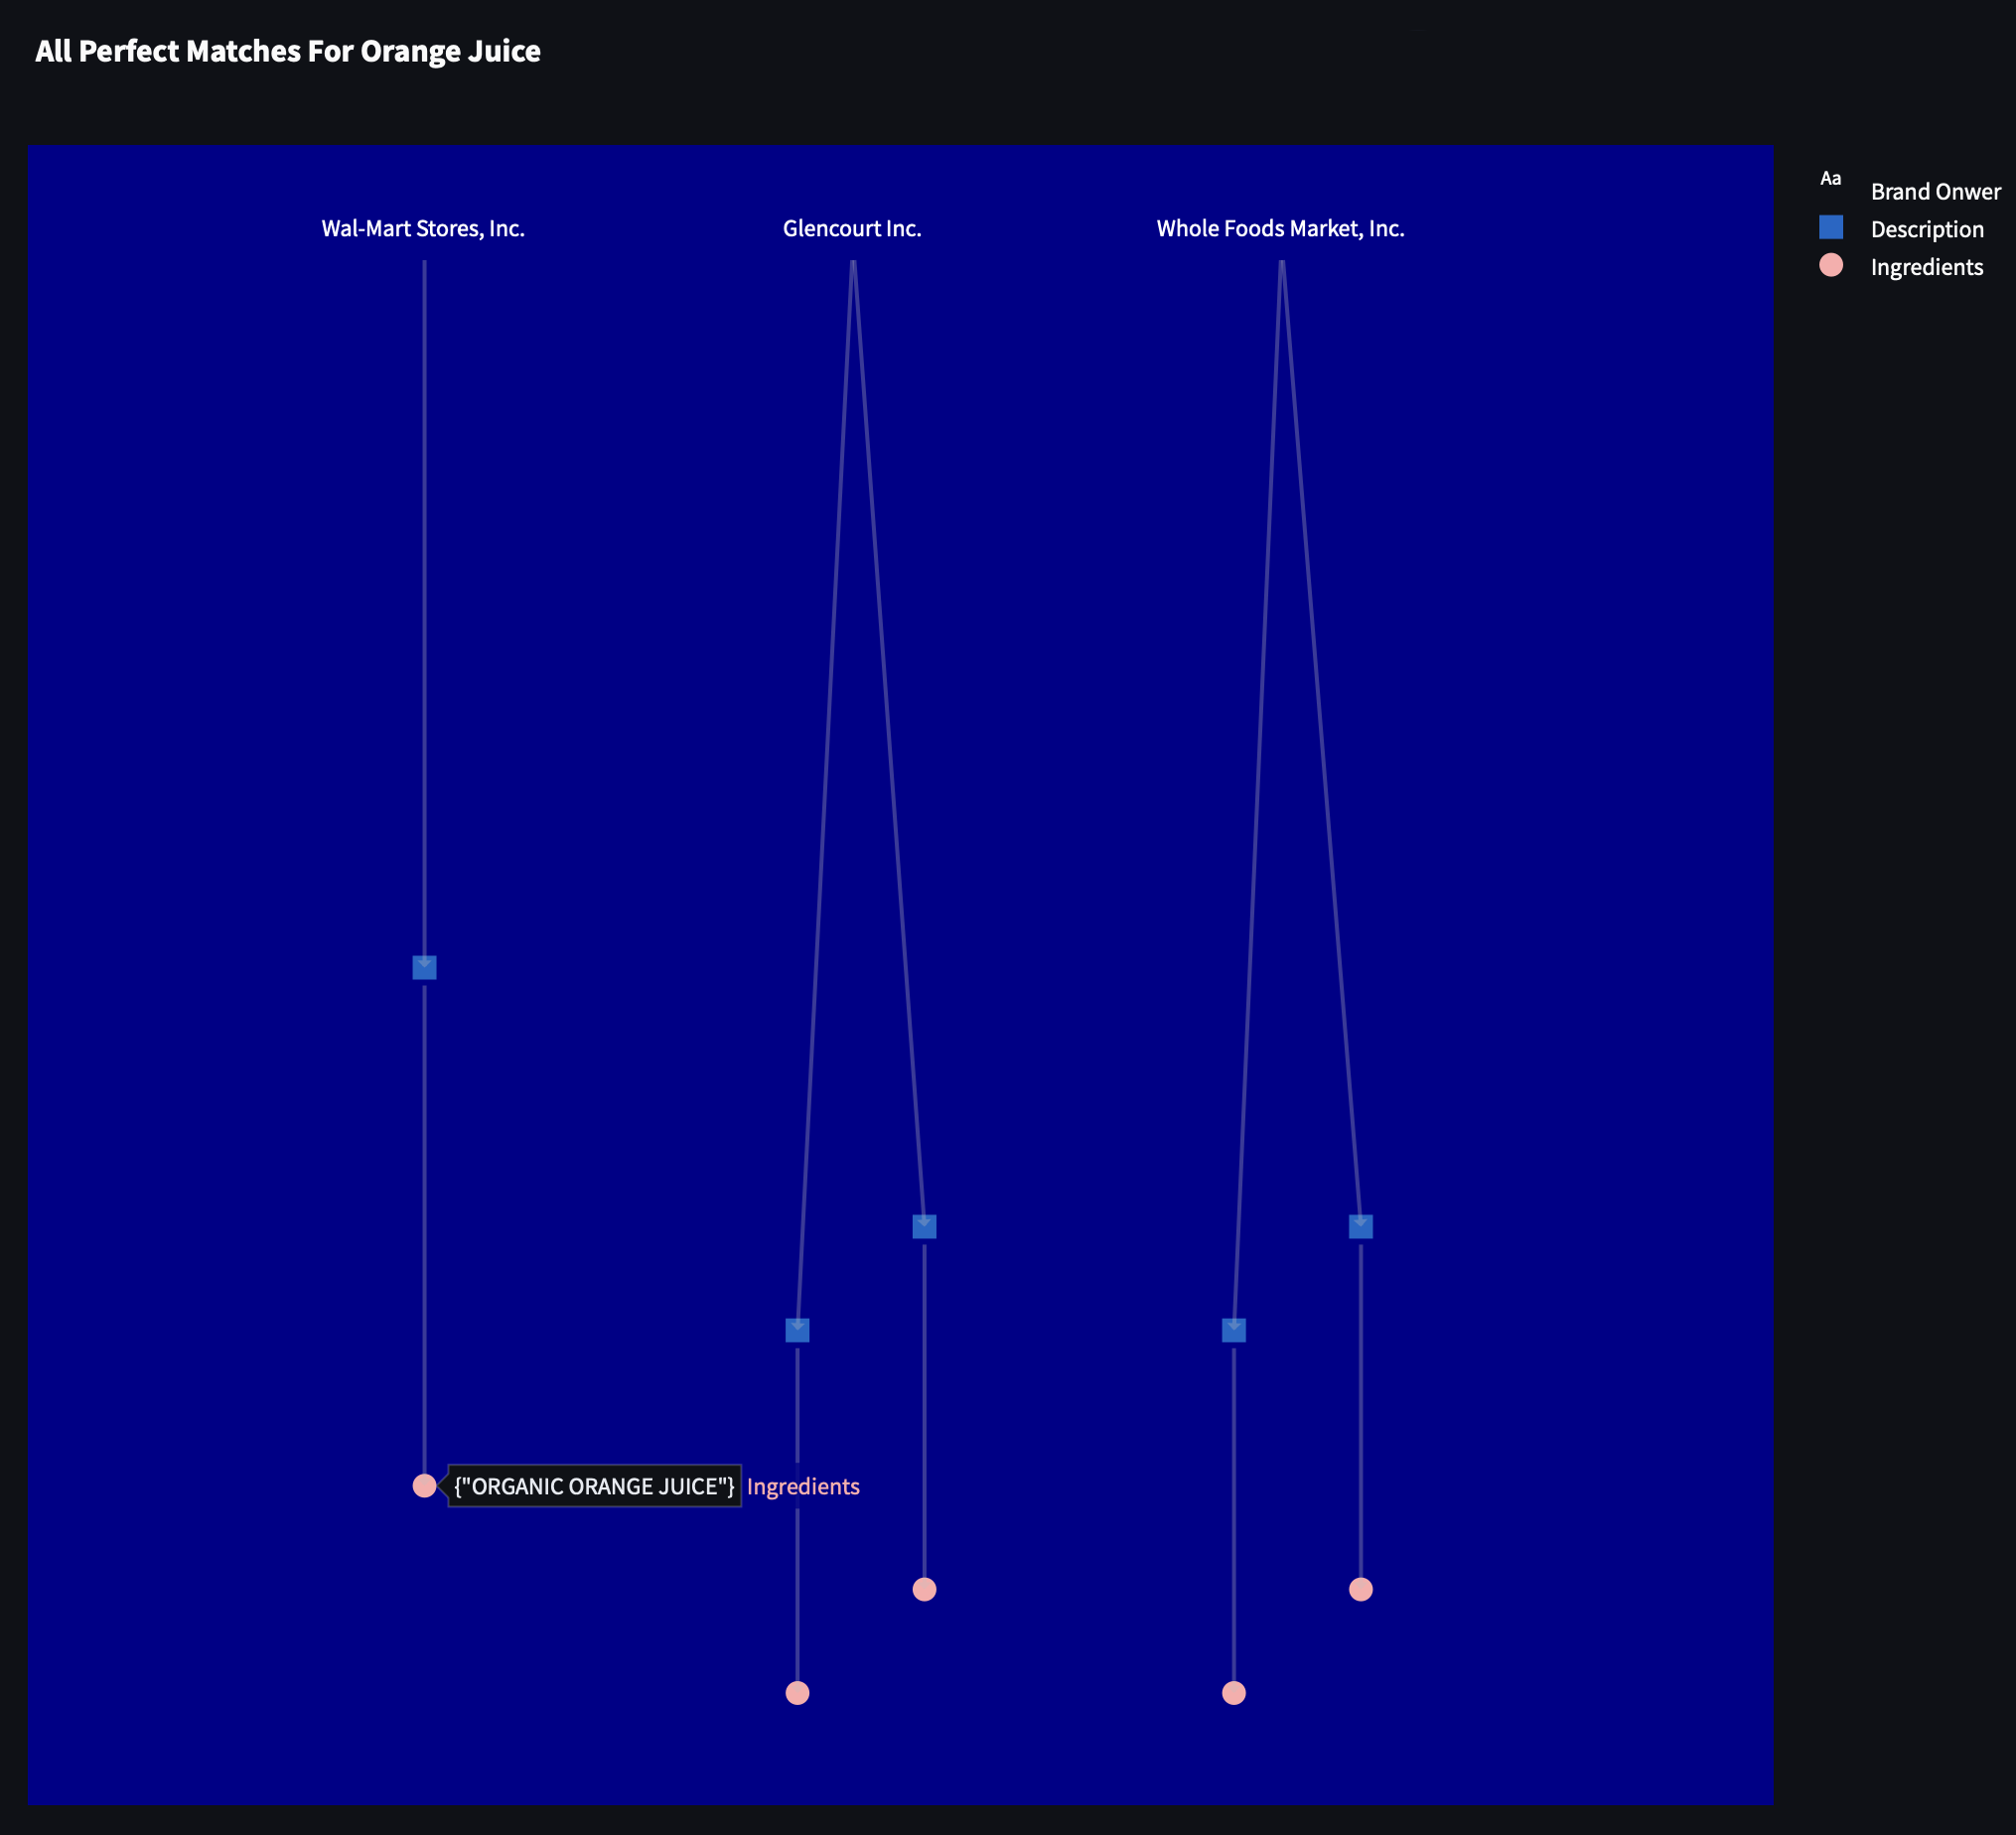 All Perfect Matches For Orange Juice
Aa Brand Onwer
Description
Ingredients
Wal-Mart Stores, Inc.
Glencourt Inc.
Whole Foods Market, Inc.
{"ORGANIC ORANGE JUICE"} Ingredients